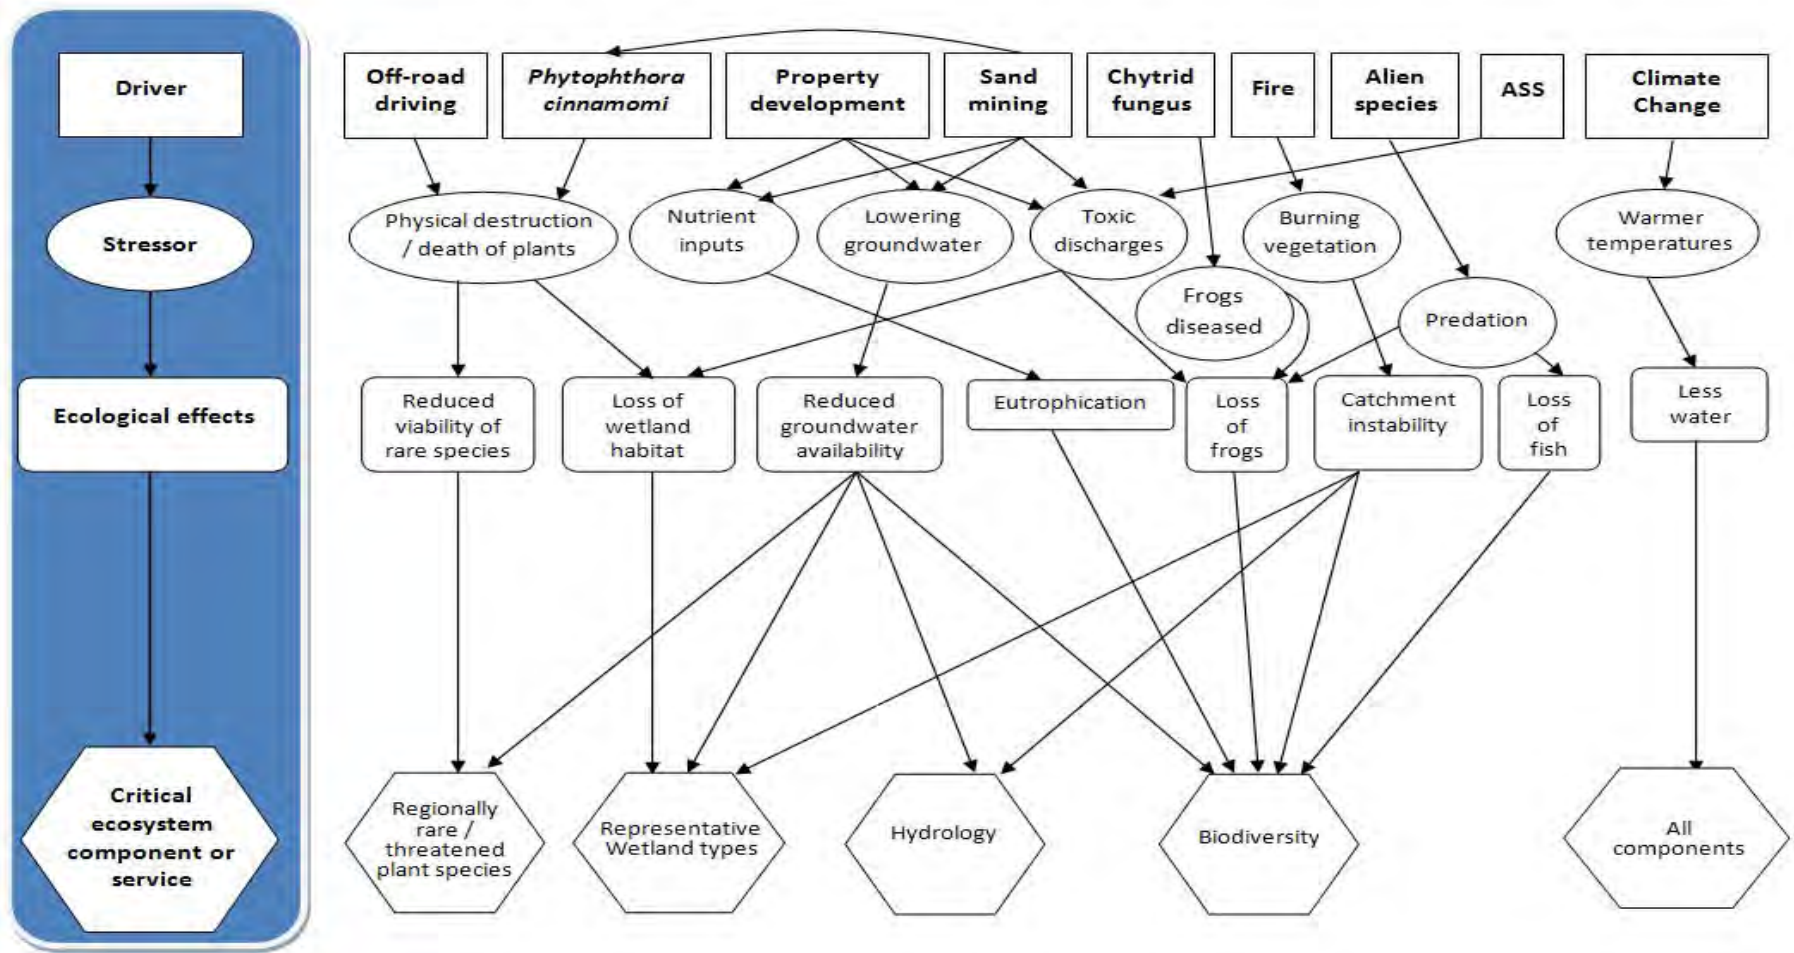 Driver
Stressor
Ecological effects
Critical
ecosystem
component or
service
Off-road
driving
Phytophthora
cinnamomi
Property
development
Sand
mining
Chytrid
fungus
Fire
Alien
species
ASS
Climate
Change
Physical destruction
/ death of plants
Nutrient
inputs
Lowering
groundwater
Toxic
discharges
Frogs
diseased
Burning
vegetation
Predation
Warmer
temperatures
Reduced
viability of
rare species
Loss of
wetland
habitat
Reduced
groundwater
availability
Eutrophication
Loss
of
frogs
Catchment
instability
Loss
of
fish
Less
water
Regionally
rare /
threatened
plant species
Representative
Wetland types
Hydrology
Biodiversity
All
components